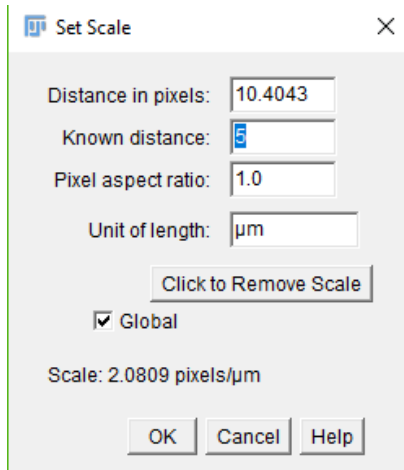 Set Scale
Distance in pixels: 10.4043
Known distance: 5
Pixel aspect ratio: 1.0
Unit of length: µm
Click to Remove Scale
Global
Scale: 2.0809 pixels/µm
OK Cancel Help